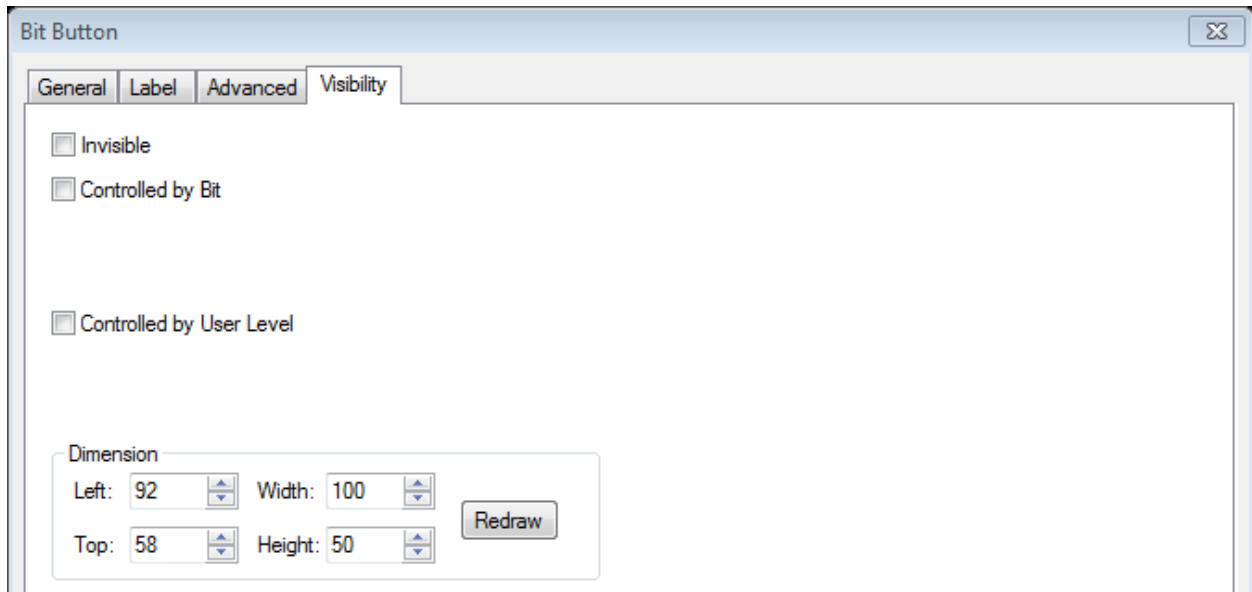 Bit Button
General Label Advanced Visibility
Invisible
Controlled by Bit
Controlled by User Level
Dimension
Left: 92 Width: 100
Redraw
Top: 58 Height: 50